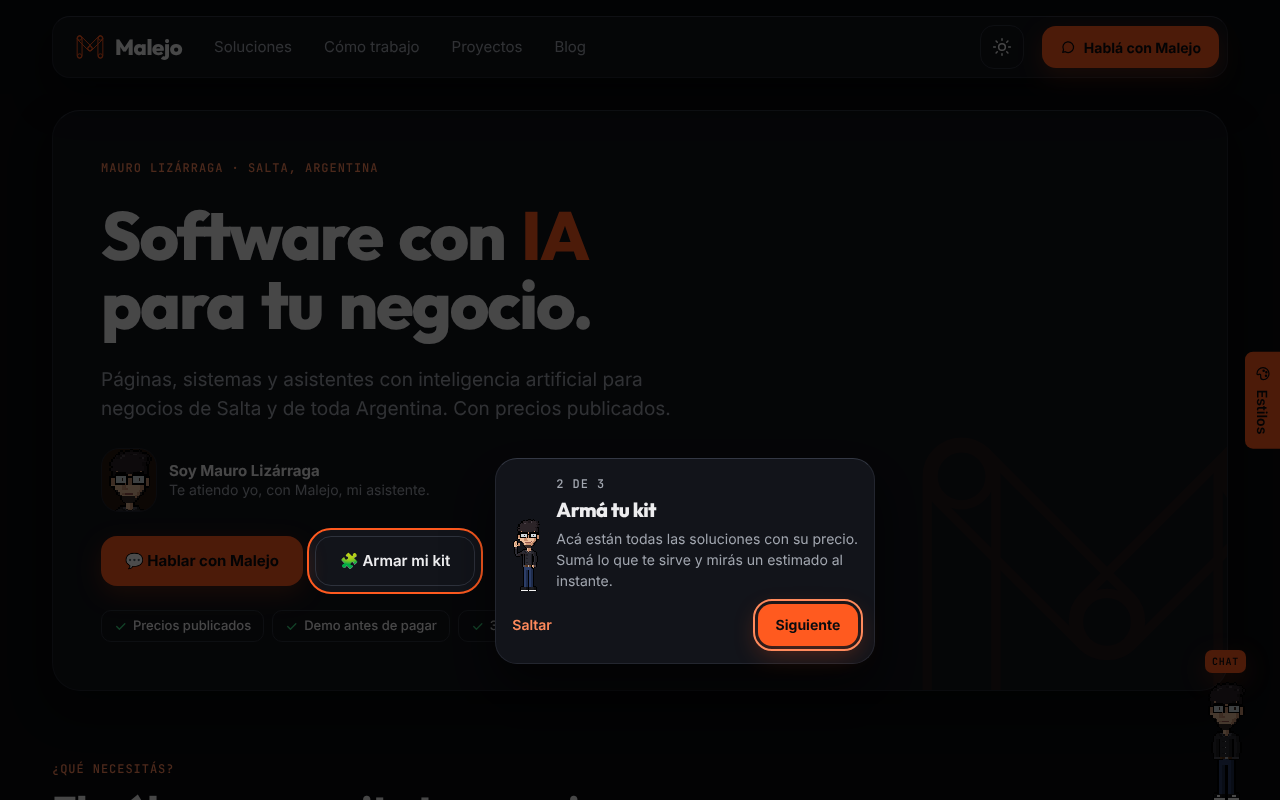 Malejo
Soluciones
Cómo trabajo
Proyectos
Blog
Hablá con Malejo
MAURO LIZÁRRAGA · SALTA, ARGENTINA
Software con IA
para tu negocio.
Páginas, sistemas y asistentes con inteligencia artificial para
negocios de Salta y de toda Argentina. Con precios publicados.
Soy Mauro Lizárraga
Te atiendo yo, con Malejo, mi asistente.
💬 Hablar con Malejo
🧩 Armar mi kit
✓ Precios publicados
✓ Demo antes de pagar
✓ 3
2 DE 3
Armá tu kit
Acá están todas las soluciones con su precio.
Sumá lo que te sirve y mirás un estimado al
instante.
Saltar
Siguiente
Estilos
CHAT
¿QUÉ NECESITÁS?